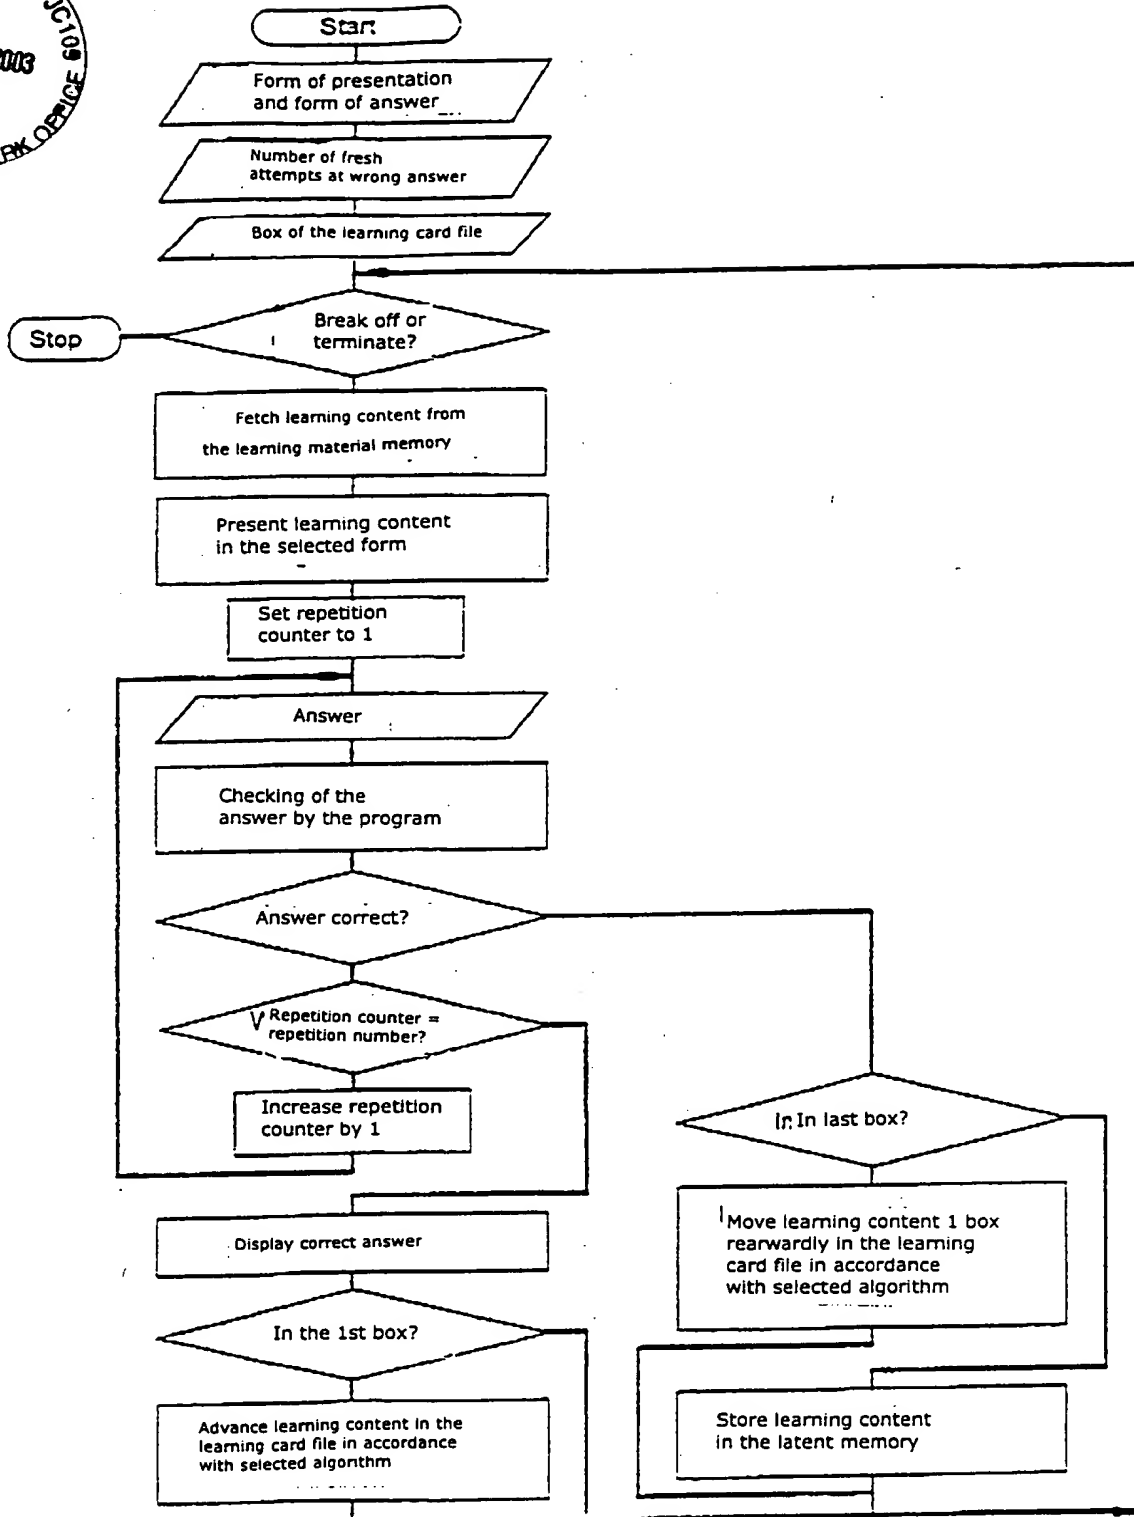 JC109
2003
RK OFFICE
Start
Form of presentation
and form of answer
Number of fresh
attempts at wrong answer
Box of the learning card file
Break off or
terminate?
Stop
Fetch learning content from
the learning material memory
Present learning content
in the selected form
Set repetition
counter to 1
Answer
Checking of the
answer by the program
Answer correct?
Repetition counter =
repetition number?
Increase repetition
counter by 1
Display correct answer
In the 1st box?
Advance learning content in the
learning card file in accordance
with selected algorithm
In In last box?
Move learning content 1 box
rearwardly in the learning
card file in accordance
with selected algorithm
Store learning content
in the latent memory